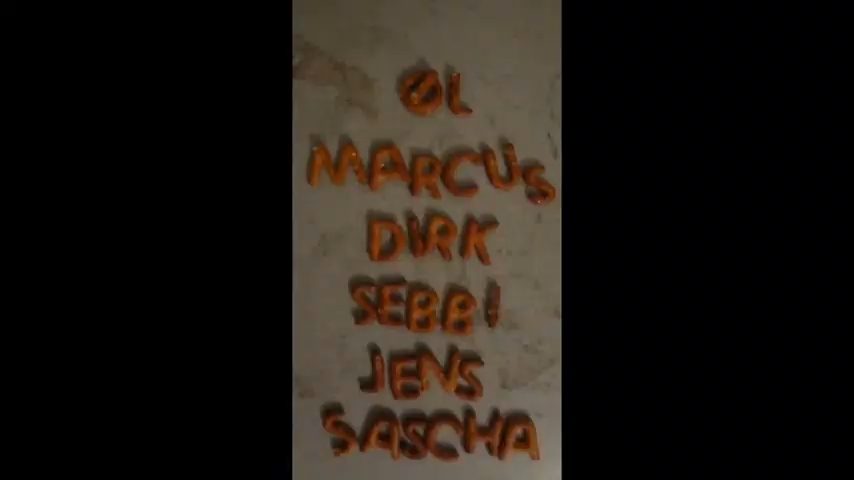 ØL
MARCUS
DIRK
SEBBI
JENS
SASCHA